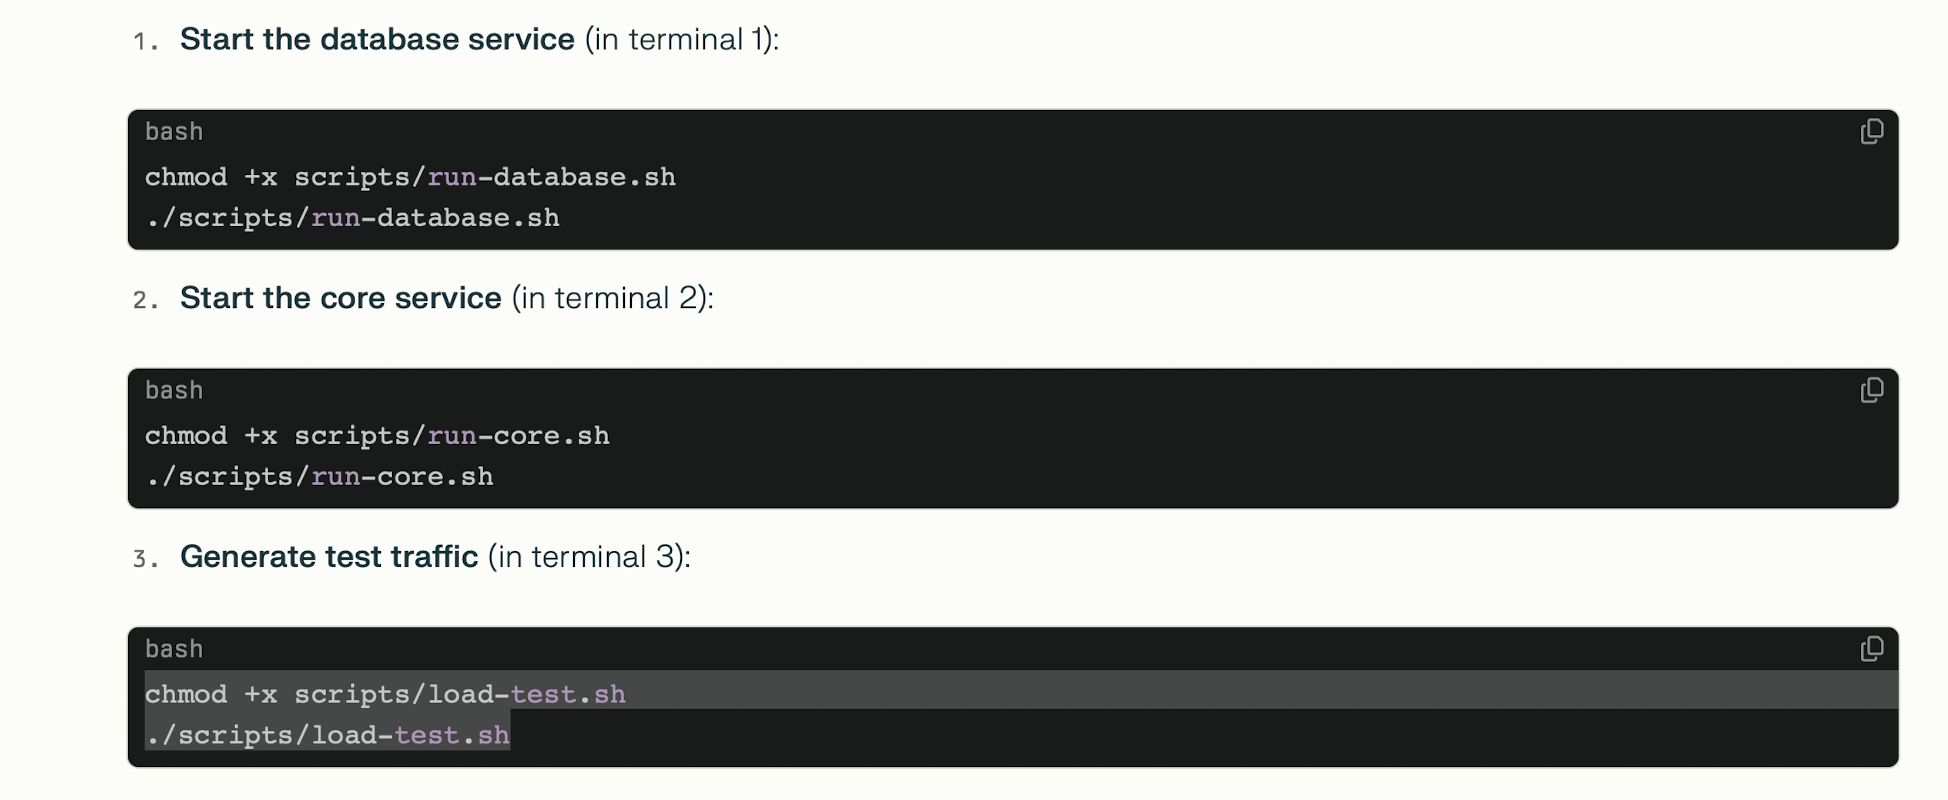 1. Start the database service (in terminal 1):
bash
chmod +x scripts/run-database.sh
./scripts/run-database.sh
2. Start the core service (in terminal 2):
bash
chmod +x scripts/run-core.sh
./scripts/run-core.sh
3. Generate test traffic (in terminal 3):
bash
chmod +x scripts/load-test.sh
./scripts/load-test.sh